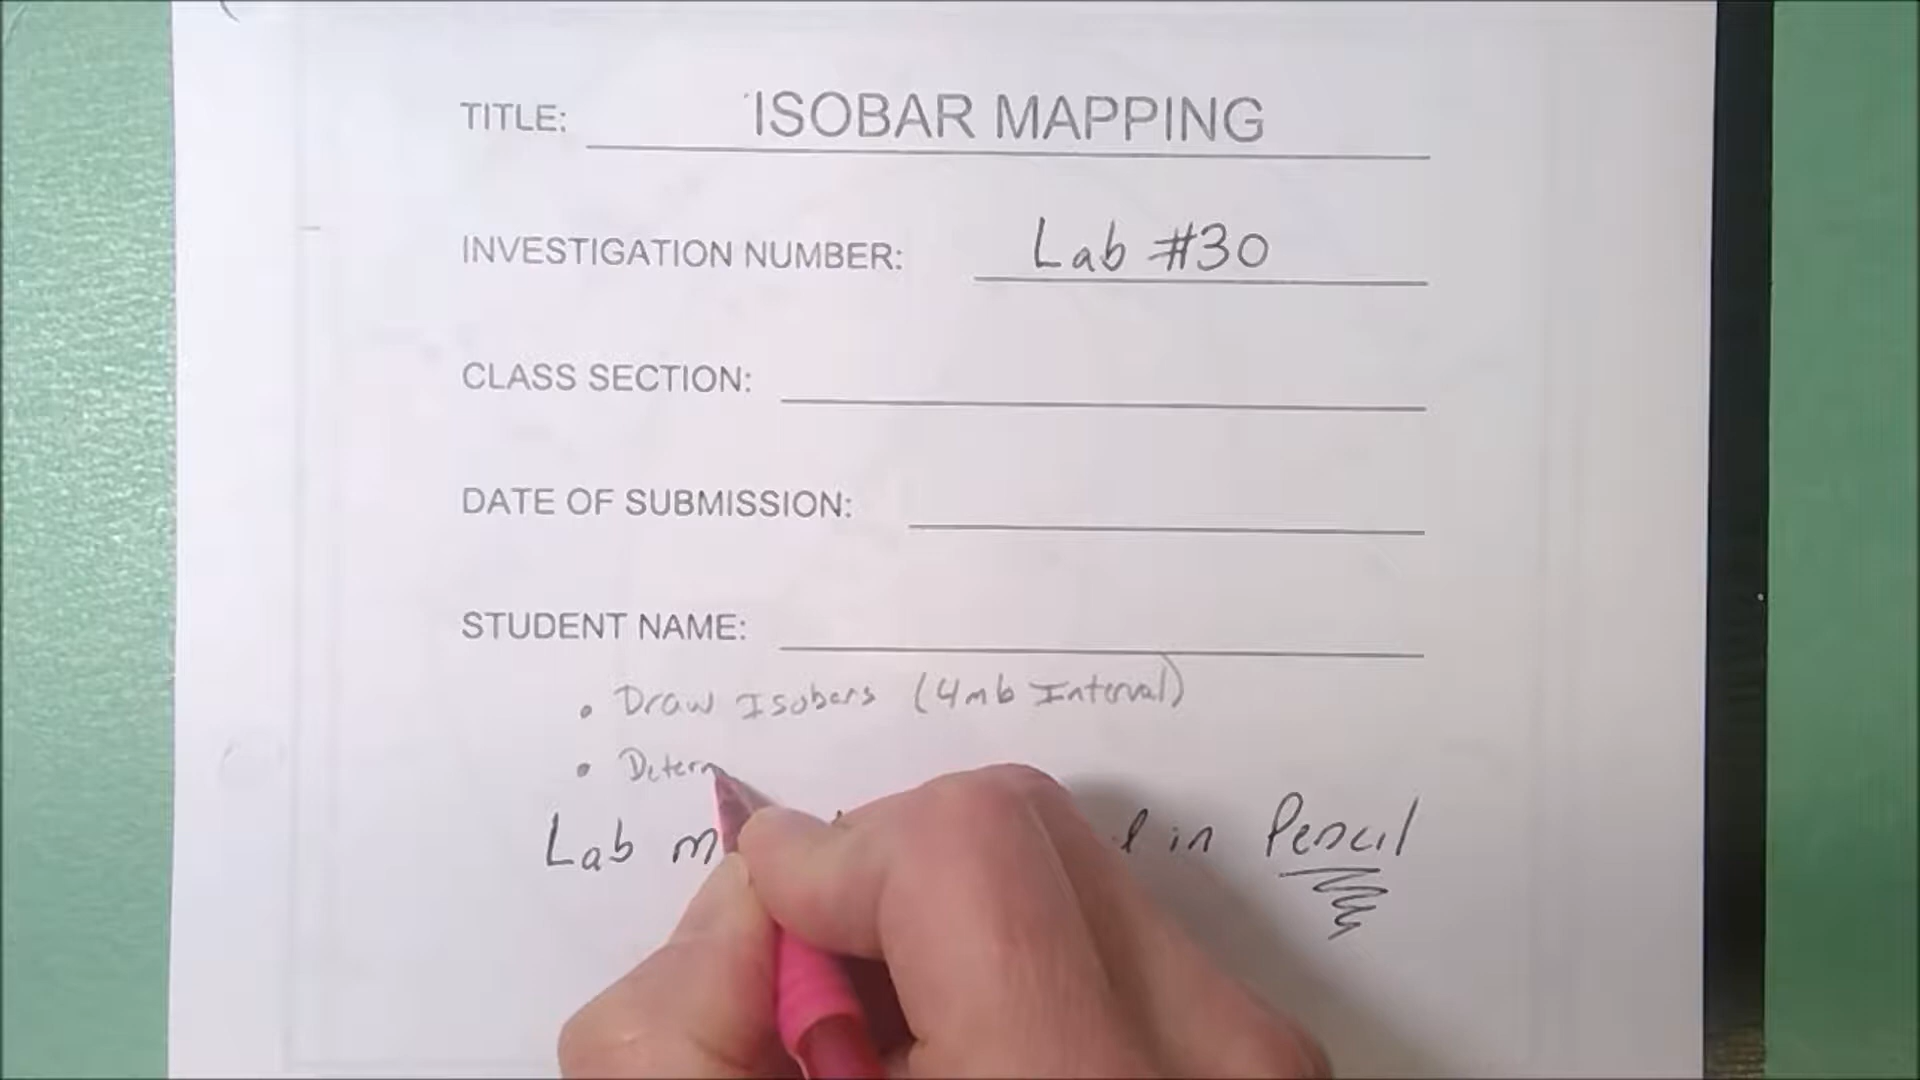 TITLE: ISOBAR MAPPING
INVESTIGATION NUMBER: Lab #30
CLASS SECTION:
DATE OF SUBMISSION:
STUDENT NAME:
• Draw Isobars (4mb Interval)
• Determ
Lab in Pencil